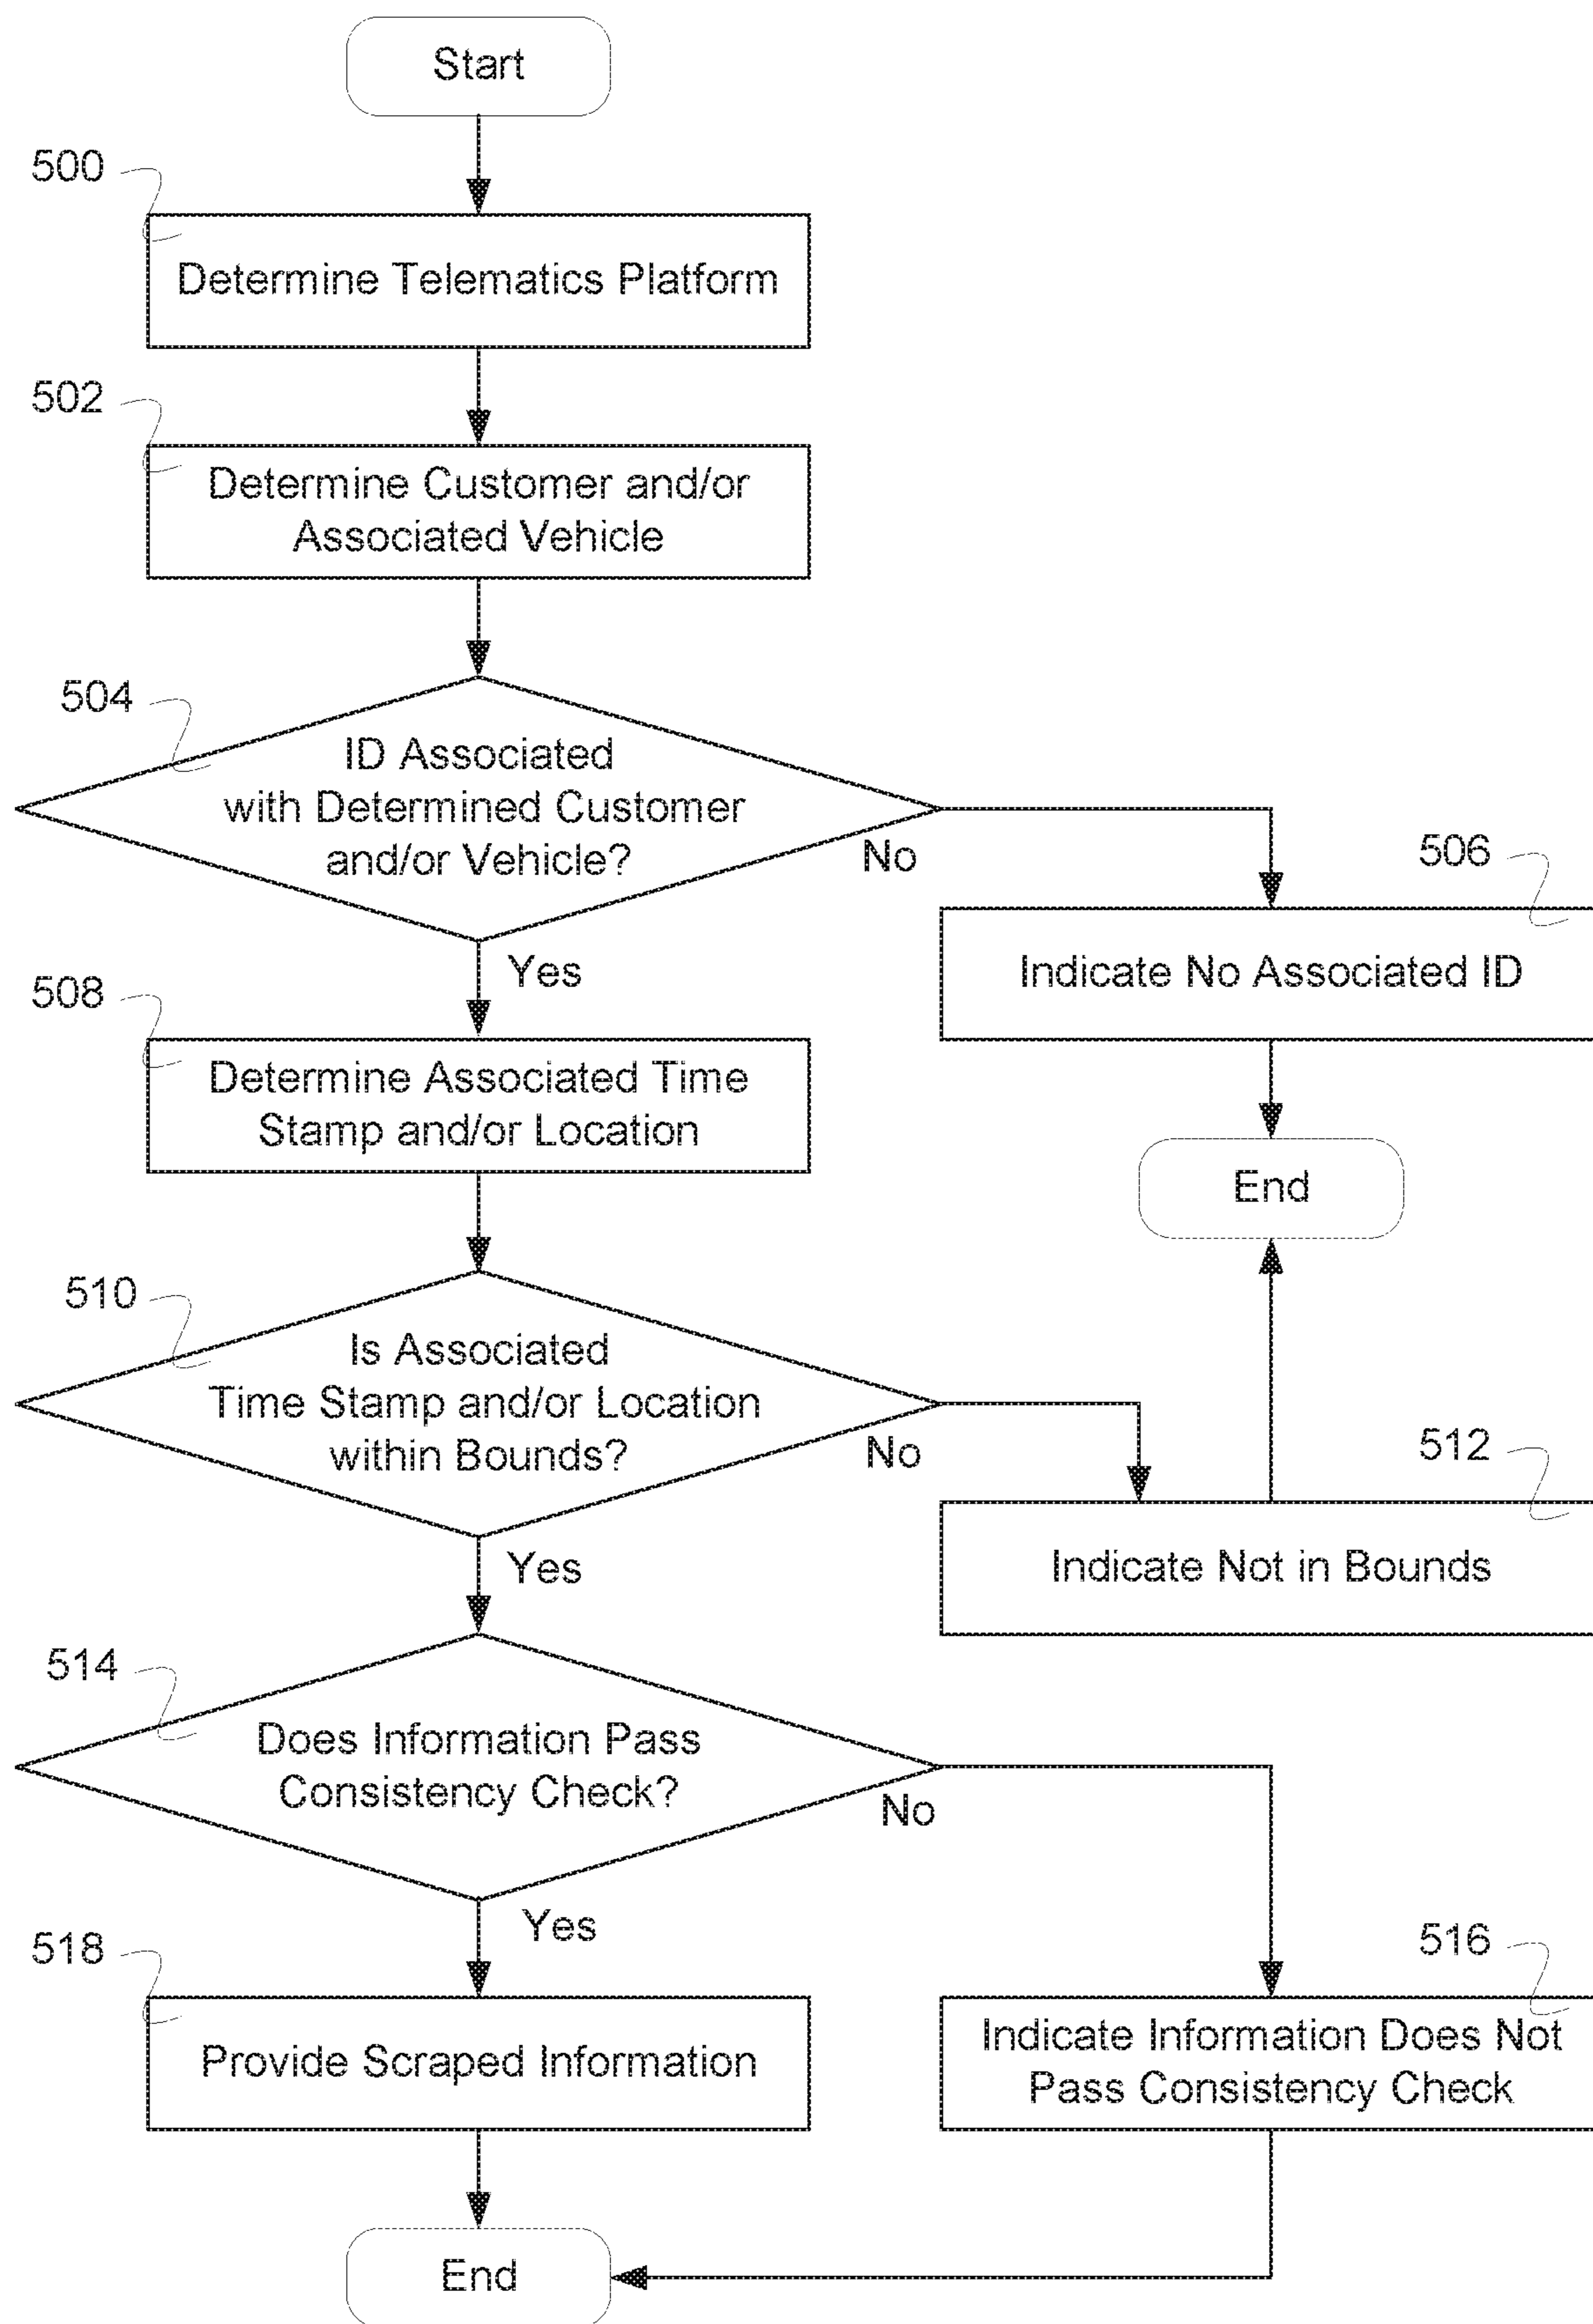 Start
500
Determine Telematics Platform
502
Determine Customer and/or
Associated Vehicle
504
ID Associated
with Determined Customer
and/or Vehicle?
No
506
Indicate No Associated ID
Yes
508
Determine Associated Time
Stamp and/or Location
End
510
Is Associated
Time Stamp and/or Location
within Bounds?
No
512
Indicate Not in Bounds
Yes
514
Does Information Pass
Consistency Check?
No
Yes
518
Provide Scraped Information
516
Indicate Information Does Not
Pass Consistency Check
End